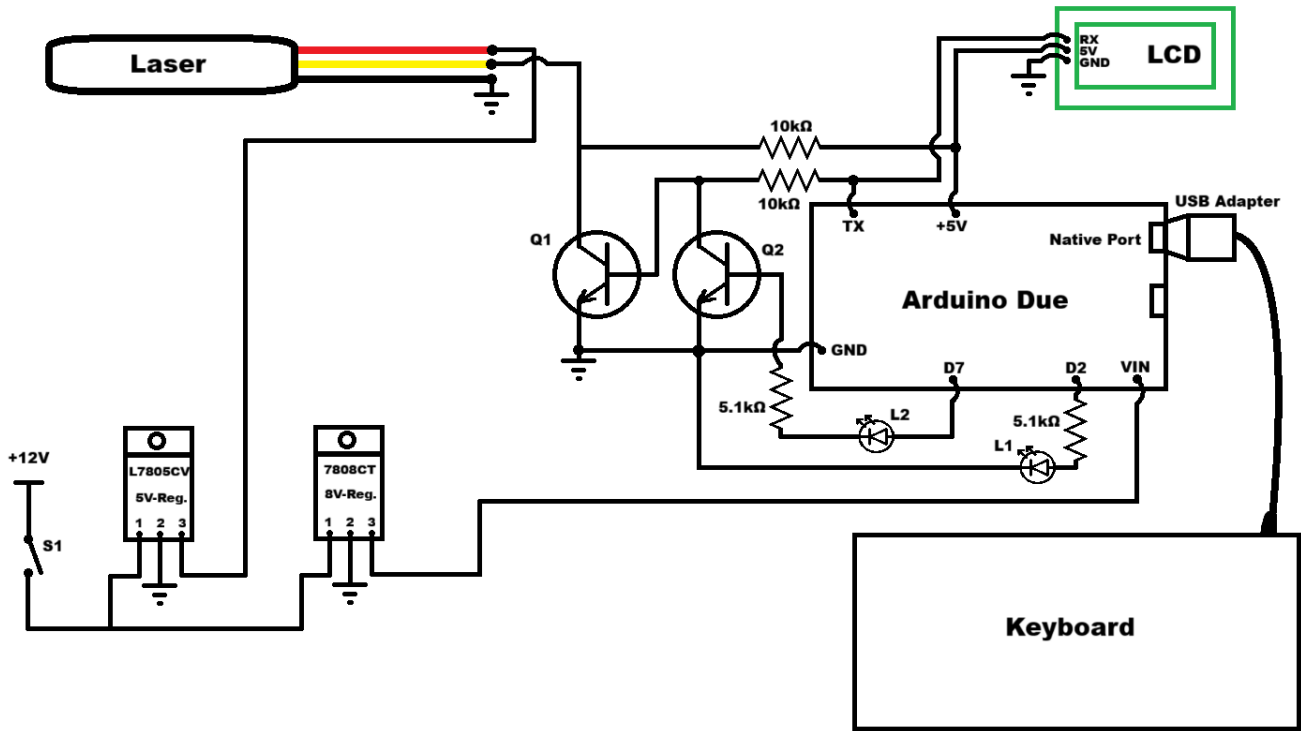 Laser
RX
5V
GND
LCD
10kΩ
10kΩ
USB Adapter
TX
+5V
Native Port
Q1
Q2
Arduino Due
GND
D7
D2
VIN
5.1kΩ
L2
5.1kΩ
L1
+12V
L7805CV
5V-Reg.
1 2 3
7808CT
8V-Reg.
1 2 3
S1
Keyboard